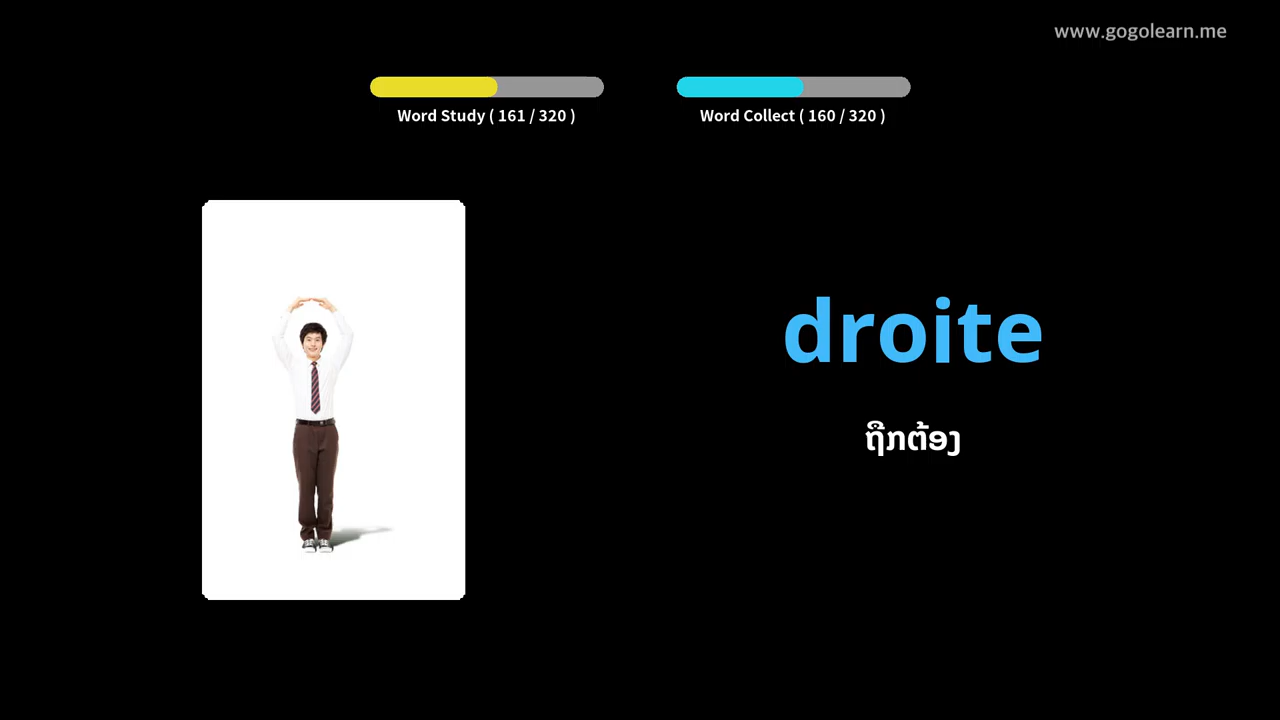 www.gogolearn.me
Word Study ( 161 / 320 )
Word Collect ( 160 / 320 )
droite
ຖືກຕ້ອງ